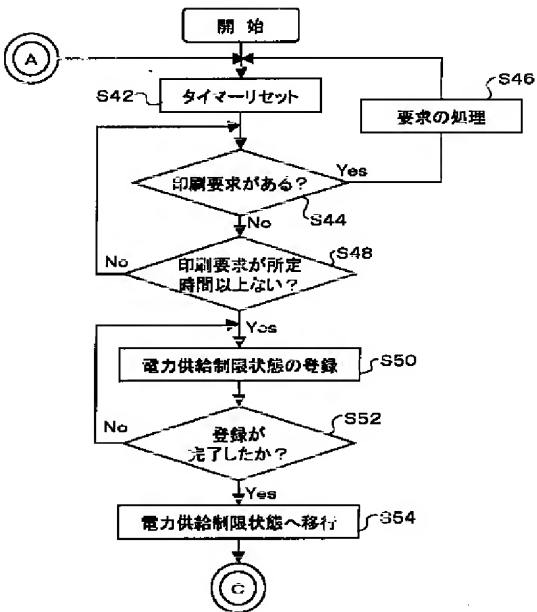 開始
A
S42
タイマーリセット
S46
要求の処理
印刷要求がある?
Yes
S44
No
S48
No
印刷要求が所定
時間以上ない?
Yes
電力供給制限状態の登録
S50
S52
No
登録が
完了したか?
Yes
電力供給制限状態へ移行
S54
C